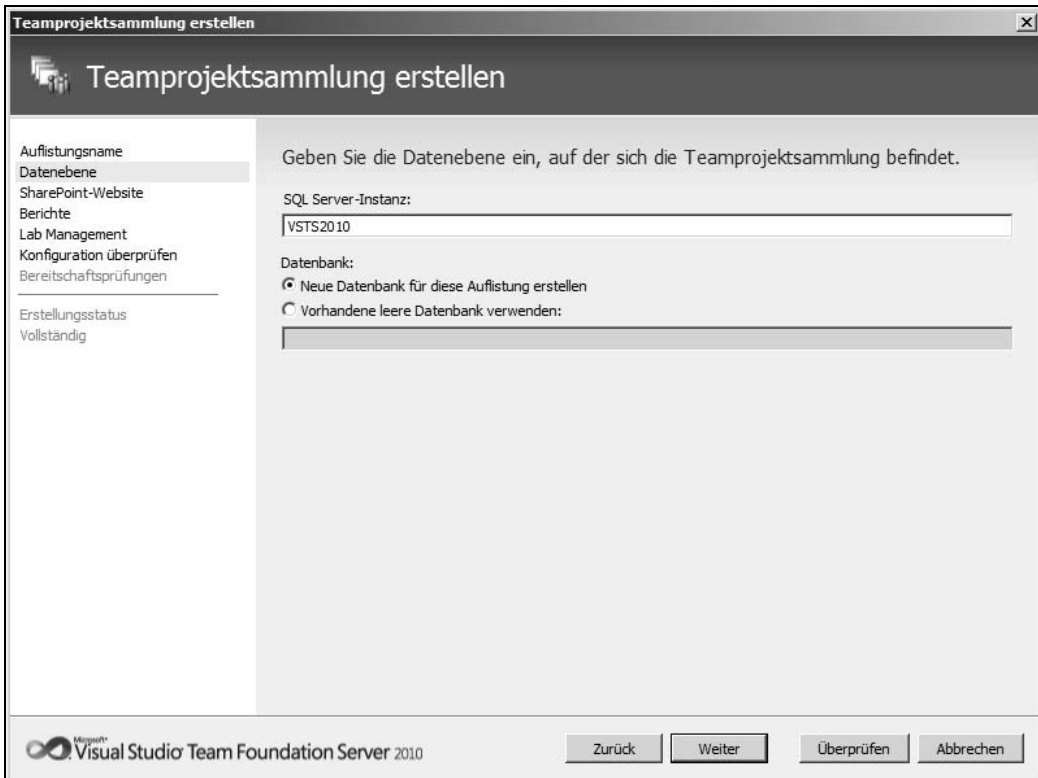 Teamprojektsammlung erstellen
Teamprojektsammlung erstellen
Auflistungsname
Datenebene
SharePoint-Website
Berichte
Lab Management
Konfiguration überprüfen
Bereitschaftsprüfungen
Erstellungsstatus
Vollständig
Geben Sie die Datenebene ein, auf der sich die Teamprojektsammlung befindet.
SQL Server-Instanz:
VSTS2010
Datenbank:
Neue Datenbank für diese Auflistung erstellen
Vorhandene leere Datenbank verwenden:
Microsoft®
Visual Studio Team Foundation Server 2010
Zurück
Weiter
Überprüfen
Abbrechen